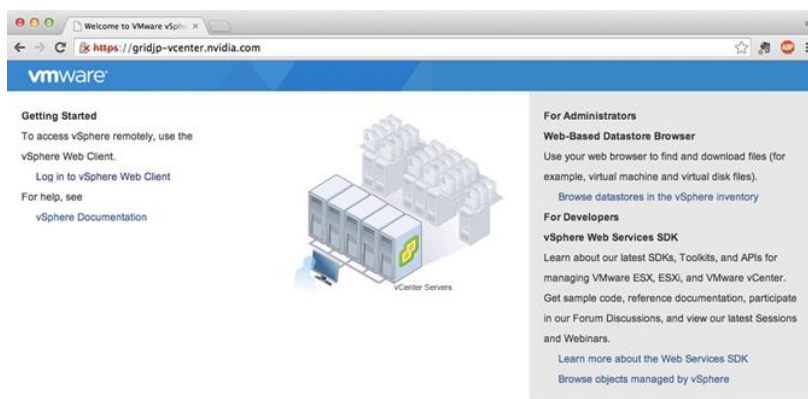 Welcome to VMware vSph
https://gridjp-vcenter.nvidia.com
ABP
vmware
Getting Started
To access vSphere remotely, use the
vSphere Web Client.
Log in to vSphere Web Client
For help, see
vSphere Documentation
vCenter Servers
For Administrators
Web-Based Datastore Browser
Use your web browser to find and download files (for
example, virtual machine and virtual disk files).
Browse datastores in the vSphere inventory
For Developers
vSphere Web Services SDK
Learn about our latest SDKs, Toolkits, and APIs for
managing VMware ESX, ESXi, and VMware vCenter.
Get sample code, reference documentation, participate
in our Forum Discussions, and view our latest Sessions
and Webinars.
Learn more about the Web Services SDK
Browse objects managed by vSphere